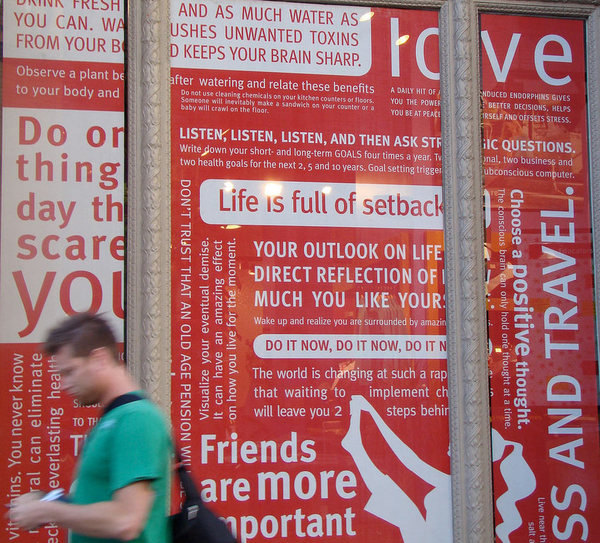 DRINK FRESH
YOU CAN. WA
FROM YOUR B
Observe a plant be
to your body and
Do on
thing
day th
scare
you
vitamins. You never know
ral can eliminate
everlasting heal
TO TH
AND AS MUCH WATER AS
USHES UNWANTED TOXINS
D KEEPS YOUR BRAIN SHARP.
after watering and relate these benefits
Do not use cleaning chemicals on your kitchen counters or floors.
Someone will inevitably make a sandwich on your counter or a
baby will crawl on the floor.
love
A DAILY HIT OF NDUCED ENDORPHINS GIVES
YOU THE POWER BETTER DECISIONS, HELPS
YOU BE AT PEACE RSELF AND OFFSETS STRESS.
LISTEN, LISTEN, LISTEN, AND THEN ASK STR GIC QUESTIONS.
Write down your short- and long-term GOALS four times a year. Tw nal, two business and
two health goals for the next 2, 5 and 10 years. Goal setting trigger ubconscious computer.
Life is full of setback
DON'T TRUST THAT AN OLD AGE PENSION WILL
Visualize your eventual demise.
It can have an amazing effect
on how you live for the moment.
YOUR OUTLOOK ON LIFE
DIRECT REFLECTION OF
MUCH YOU LIKE YOURS
Wake up and realize you are surrounded by amazin
DO IT NOW, DO IT NOW, DO IT N
The world is changing at such a rap
that waiting to implement ch
will leave you 2 steps behin
Friends
are more
mportant
Choose a positive thought.
The conscious brain can only hold one thought at a time.
SS AND TRAVEL.
Live near th
salt